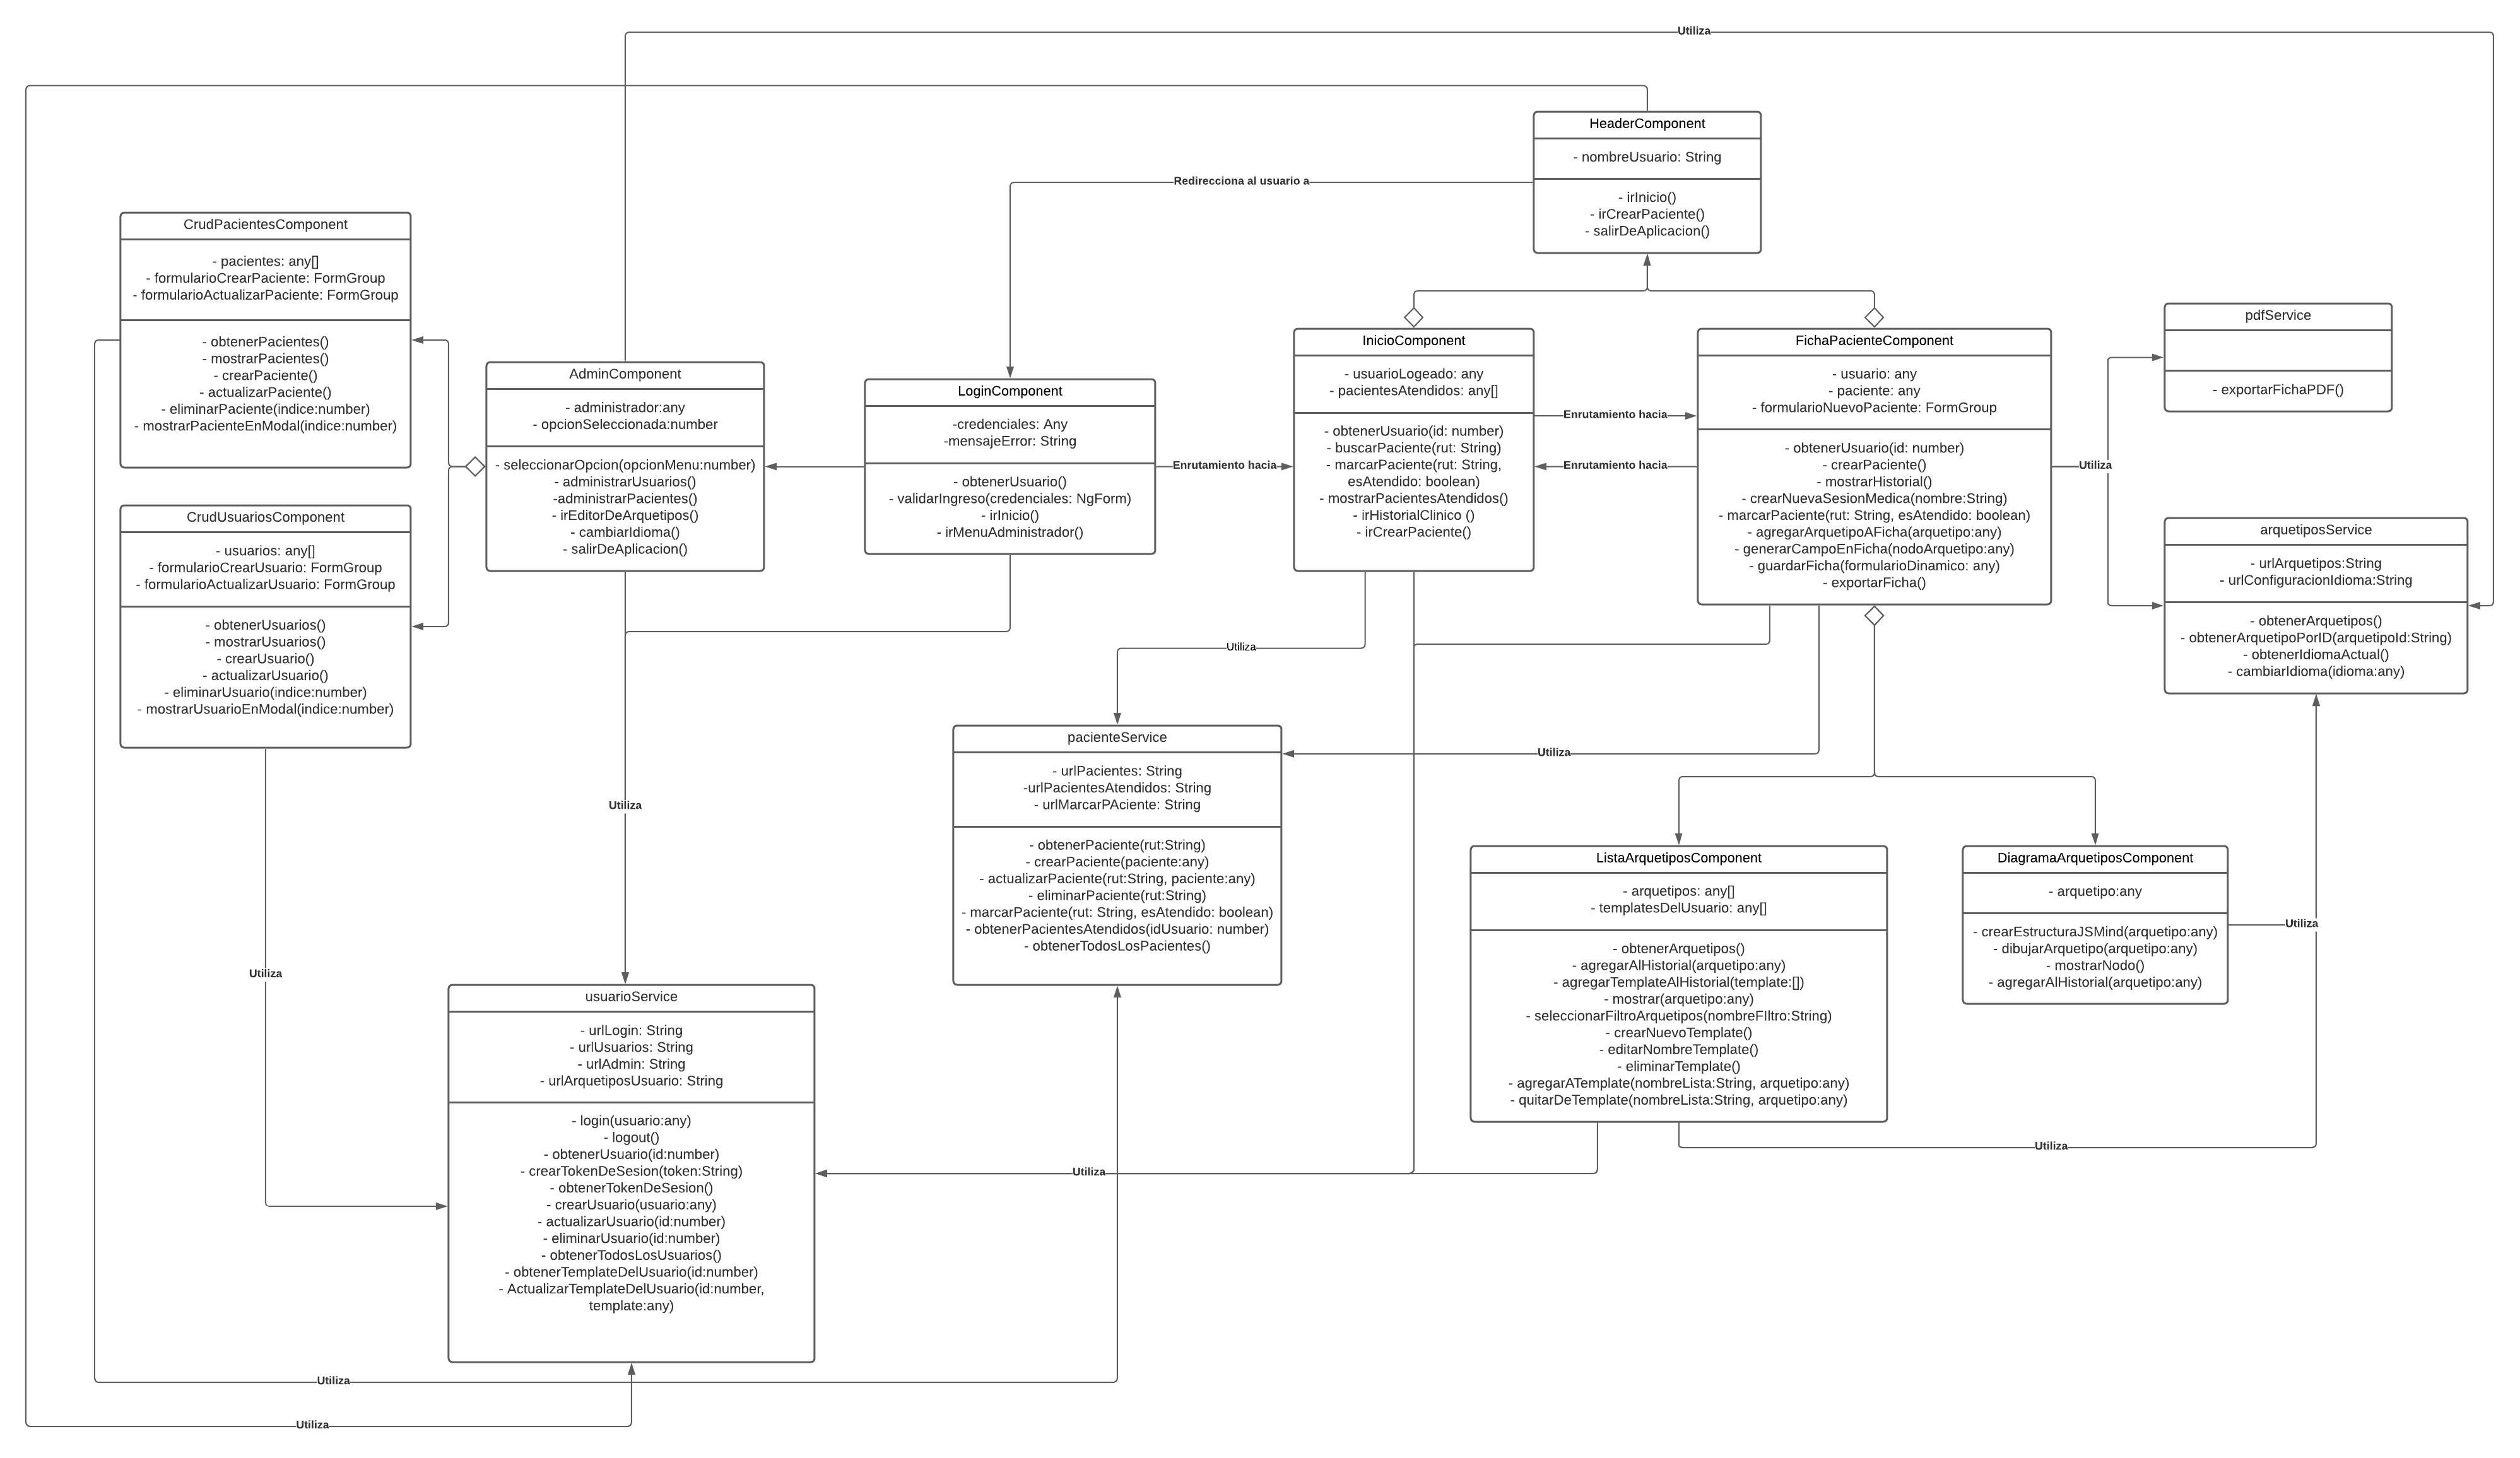 Utiliza
HeaderComponent
- nombreUsuario: String
- irInicio()
- irCrearPaciente()
- salirDeAplicacion()
Redirecciona al usuario a
CrudPacientesComponent
- pacientes: any[]
- formularioCrearPaciente: FormGroup
- formularioActualizarPaciente: FormGroup
- obtenerPacientes()
- mostrarPacientes()
- crearPaciente()
- actualizarPaciente()
- eliminarPaciente(indice:number)
- mostrarPacienteEnModal(indice:number)
AdminComponent
- administrador:any
- opcionSeleccionada:number
- seleccionarOpcion(opcionMenu:number)
- administrarUsuarios()
-administrarPacientes()
- irEditorDeArquetipos()
- cambiarIdioma()
- salirDeAplicacion()
LoginComponent
-credenciales: Any
-mensajeError: String
- obtenerUsuario()
- validarIngreso(credenciales: NgForm)
- irInicio()
- irMenuAdministrador()
Enrutamiento hacia
InicioComponent
- usuarioLogeado: any
- pacientesAtendidos: any[]
- obtenerUsuario(id: number)
- buscarPaciente(rut: String)
- marcarPaciente(rut: String,
esAtendido: boolean)
- mostrarPacientesAtendidos()
- irHistorialClinico ()
- irCrearPaciente()
Enrutamiento hacia
Enrutamiento hacia
FichaPacienteComponent
- usuario: any
- paciente: any
- formularioNuevoPaciente: FormGroup
- obtenerUsuario(id: number)
- crearPaciente()
- mostrarHistorial()
- crearNuevaSesionMedica(nombre:String)
- marcarPaciente(rut: String, esAtendido: boolean)
- agregarArquetipoAFicha(arquetipo:any)
- generarCampoEnFicha(nodoArquetipo:any)
- guardarFicha(formularioDinamico: any)
- exportarFicha()
Utiliza
pdfService
- exportarFichaPDF()
arquetiposService
- urlArquetipos:String
- urlConfiguracionIdioma:String
- obtenerArquetipos()
- obtenerArquetipoPorID(arquetipoId:String)
- obtenerIdiomaActual()
- cambiarIdioma(idioma:any)
CrudUsuariosComponent
- usuarios: any[]
- formularioCrearUsuario: FormGroup
- formularioActualizarUsuario: FormGroup
- obtenerUsuarios()
- mostrarUsuarios()
- crearUsuario()
- actualizarUsuario()
- eliminarUsuario(indice:number)
- mostrarUsuarioEnModal(indice:number)
Utiliza
Utiliza
Utiliza
pacienteService
- urlPacientes: String
-urlPacientesAtendidos: String
- urlMarcarPAciente: String
- obtenerPaciente(rut:String)
- crearPaciente(paciente:any)
- actualizarPaciente(rut:String, paciente:any)
- eliminarPaciente(rut:String)
- marcarPaciente(rut: String, esAtendido: boolean)
- obtenerPacientesAtendidos(idUsuario: number)
- obtenerTodosLosPacientes()
ListaArquetiposComponent
- arquetipos: any[]
- templatesDelUsuario: any[]
- obtenerArquetipos()
- agregarAlHistorial(arquetipo:any)
- agregarTemplateAlHistorial(template:[])
- mostrar(arquetipo:any)
- seleccionarFiltroArquetipos(nombreFIltro:String)
- crearNuevoTemplate()
- editarNombreTemplate()
- eliminarTemplate()
- agregarATemplate(nombreLista:String, arquetipo:any)
- quitarDeTemplate(nombreLista:String, arquetipo:any)
DiagramaArquetiposComponent
- arquetipo:any
- crearEstructuraJSMind(arquetipo:any)
- dibujarArquetipo(arquetipo:any)
- mostrarNodo()
- agregarAlHistorial(arquetipo:any)
Utiliza
Utiliza
usuarioService
- urlLogin: String
- urlUsuarios: String
- urlAdmin: String
- urlArquetiposUsuario: String
- login(usuario:any)
- logout()
- obtenerUsuario(id:number)
- crearTokenDeSesion(token:String)
- obtenerTokenDeSesion()
- crearUsuario(usuario:any)
- actualizarUsuario(id:number)
- eliminarUsuario(id:number)
- obtenerTodosLosUsuarios()
- obtenerTemplateDelUsuario(id:number)
- ActualizarTemplateDelUsuario(id:number,
template:any)
Utiliza
Utiliza
Utiliza
Utiliza